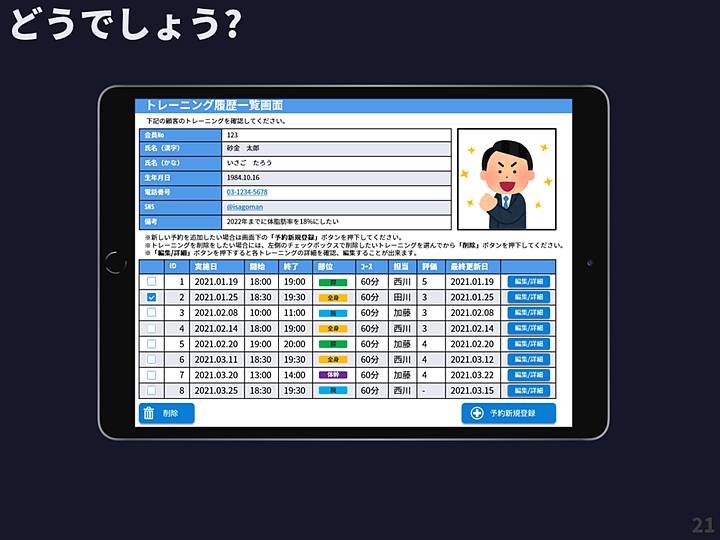 どうでしょう?
トレーニング履歴一覧画面
下記の顧客のトレーニングを確認してください。
会員No 123
氏名（漢字） 砂金　太郎
氏名（かな） いさご　たろう
生年月日 1984.10.16
電話番号 03-1234-5678
SNS @isagoman
備考 2022年までに体脂肪率を18%にしたい
※新しい予約を追加したい場合は画面下の「予約新規登録」ボタンを押下してください。
※トレーニングを削除をしたい場合には、左側のチェックボックスで削除したいトレーニングを選んでから「削除」ボタンを押下してください。
※「編集/詳細」ボタンを押下すると各トレーニングの詳細を確認、編集することが出来ます。
ID 実施日 開始 終了 部位 ｺｰｽ 担当 評価 最終更新日
1 2021.01.19 18:00 19:00 60分 西川 5 2021.01.19 編集/詳細
2 2021.01.25 18:30 19:30 全身 60分 田川 3 2021.01.25 編集/詳細
3 2021.02.08 10:00 11:00 60分 加藤 3 2021.02.08 編集/詳細
4 2021.02.14 18:00 19:00 全身 60分 西川 3 2021.02.14 編集/詳細
5 2021.02.20 19:00 20:00 60分 加藤 4 2021.02.20 編集/詳細
6 2021.03.11 18:30 19:30 全身 60分 西川 4 2021.03.12 編集/詳細
7 2021.03.20 13:00 14:00 体幹 60分 加藤 4 2021.03.22 編集/詳細
8 2021.03.25 18:30 19:30 60分 西川 - 2021.03.15 編集/詳細
削除 予約新規登録
21